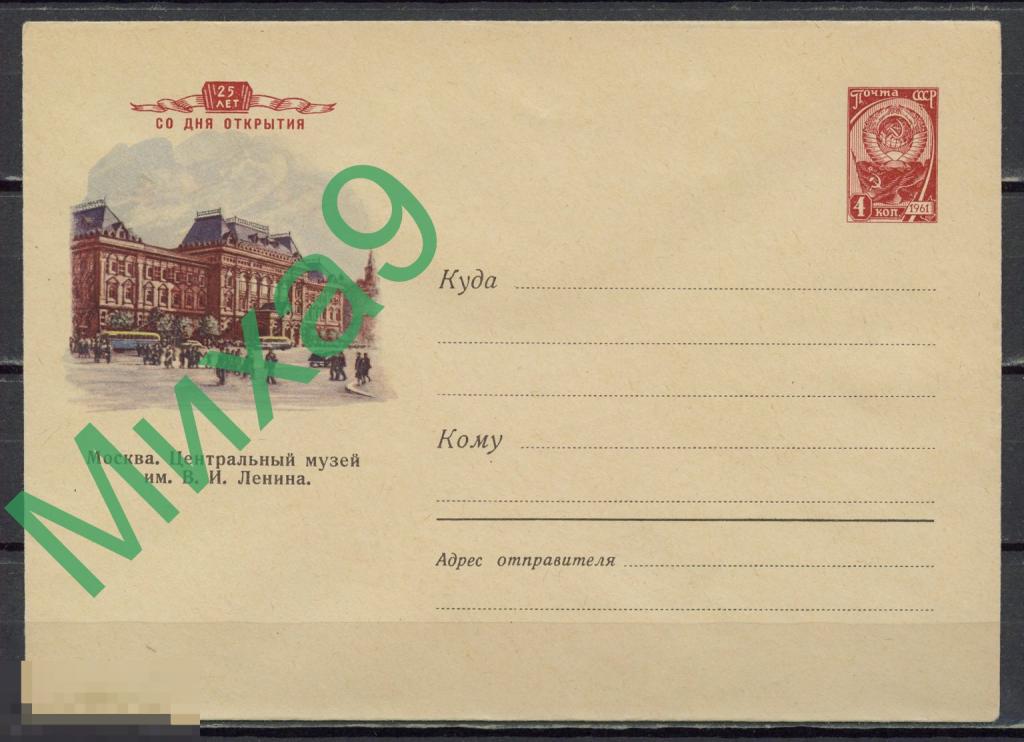 25
ЛЕТ
СО ДНЯ ОТКРЫТИЯ
Почта СССР
4 коп. 1961
Миха9
Куда
Москва. Центральный музей
им. В. И. Ленина.
Кому
Адрес отправителя